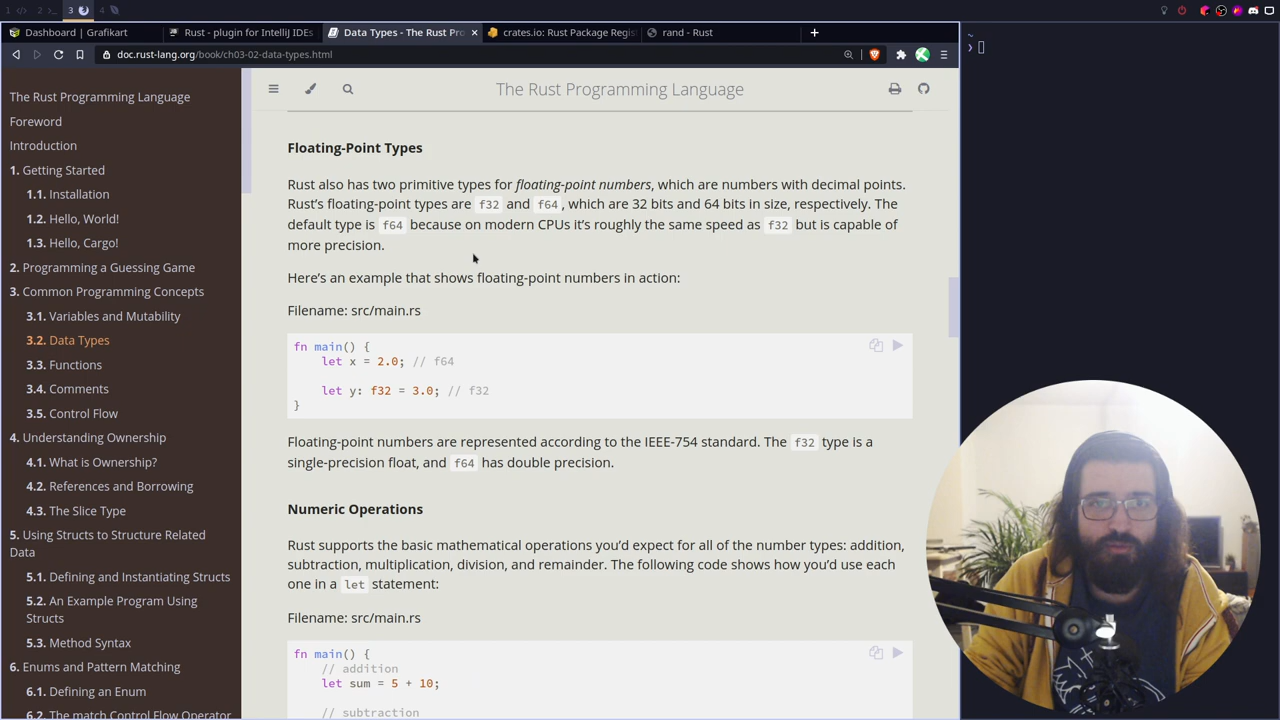 1 2 3 4
Dashboard | Grafikart
Rust - plugin for IntelliJ IDEs
Data Types - The Rust Pro
crates.io: Rust Package Regis
rand - Rust
doc.rust-lang.org/book/ch03-02-data-types.html
~
The Rust Programming Language
Foreword
Introduction
1. Getting Started
1.1. Installation
1.2. Hello, World!
1.3. Hello, Cargo!
2. Programming a Guessing Game
3. Common Programming Concepts
3.1. Variables and Mutability
3.2. Data Types
3.3. Functions
3.4. Comments
3.5. Control Flow
4. Understanding Ownership
4.1. What is Ownership?
4.2. References and Borrowing
4.3. The Slice Type
5. Using Structs to Structure Related
Data
5.1. Defining and Instantiating Structs
5.2. An Example Program Using
Structs
5.3. Method Syntax
6. Enums and Pattern Matching
6.1. Defining an Enum
6.2. The match Control Flow Operator
The Rust Programming Language
Floating-Point Types
Rust also has two primitive types for floating-point numbers, which are numbers with decimal points.
Rust’s floating-point types are f32 and f64, which are 32 bits and 64 bits in size, respectively. The
default type is f64 because on modern CPUs it’s roughly the same speed as f32 but is capable of
more precision.
Here’s an example that shows floating-point numbers in action:
Filename: src/main.rs
fn main() {
let x = 2.0; // f64
let y: f32 = 3.0; // f32
}
Floating-point numbers are represented according to the IEEE-754 standard. The f32 type is a
single-precision float, and f64 has double precision.
Numeric Operations
Rust supports the basic mathematical operations you’d expect for all of the number types: addition,
subtraction, multiplication, division, and remainder. The following code shows how you’d use each
one in a let statement:
Filename: src/main.rs
fn main() {
// addition
let sum = 5 + 10;
// subtraction